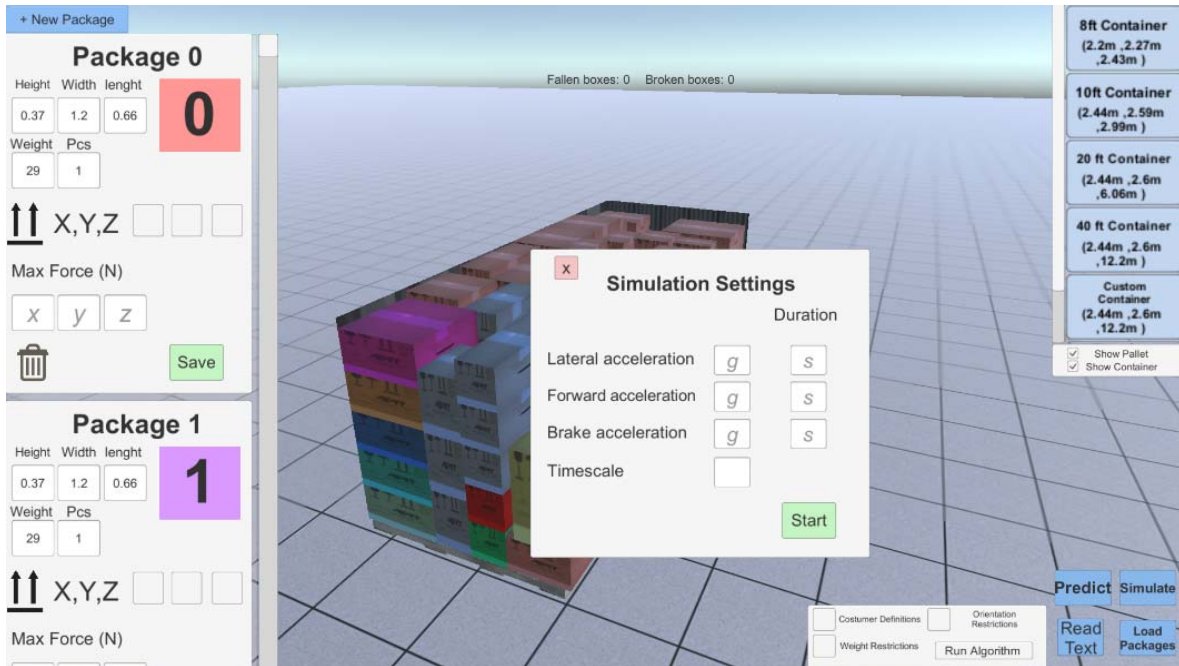 + New Package
Package 0
Height Width lenght
0.37 1.2 0.66
0
Weight Pcs
29 1
X,Y,Z
Max Force (N)
x y z
Save
Package 1
Height Width lenght
0.37 1.2 0.66
1
Weight Pcs
29 1
X,Y,Z
Max Force (N)
Fallen boxes: 0 Broken boxes: 0
x
Simulation Settings
Duration
Lateral acceleration g s
Forward acceleration g s
Brake acceleration g s
Timescale
Start
8ft Container
(2.2m ,2.27m
,2.43m )
10ft Container
(2.44m ,2.59m
,2.99m )
20 ft Container
(2.44m ,2.6m
,6.06m )
40 ft Container
(2.44m ,2.6m
,12.2m )
Custom
Container
(2.44m ,2.6m
,12.2m )
Show Pallet
Show Container
Costumer Definitions
Orientation
Restrictions
Weight Restrictions
Run Algorithm
Predict
Simulate
Read
Text
Load
Packages